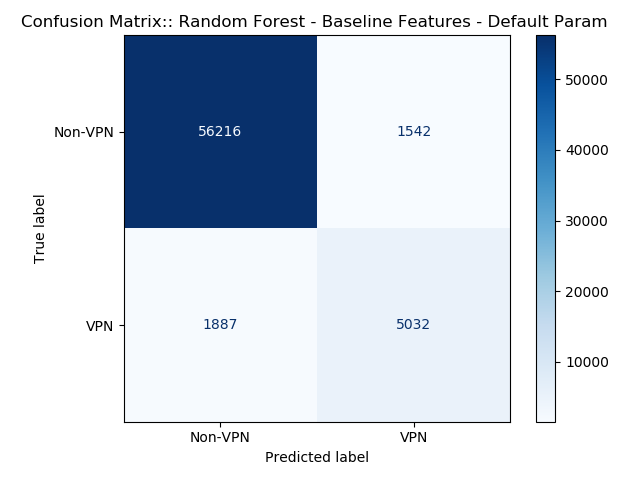 Confusion Matrix:: Random Forest - Baseline Features - Default Param
Non-VPN
VPN
True label
56216
1542
1887
5032
Non-VPN
VPN
Predicted label
50000
40000
30000
20000
10000